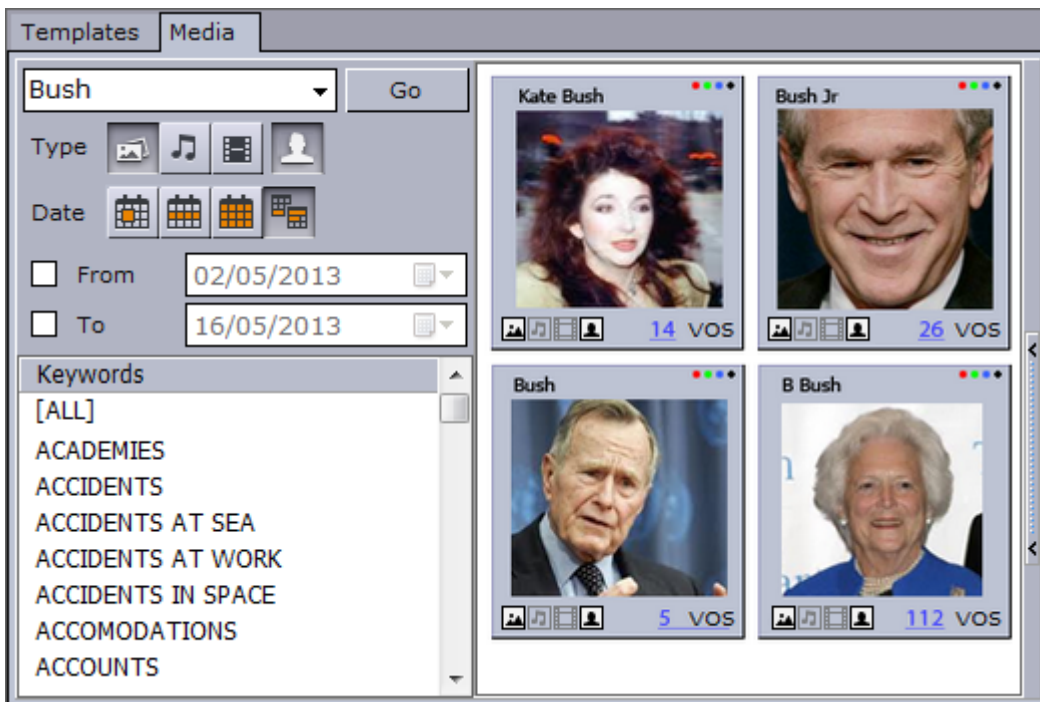 Templates Media
Bush Go
Type
Date
From 02/05/2013
To 16/05/2013
Keywords
[ALL]
ACADEMIES
ACCIDENTS
ACCIDENTS AT SEA
ACCIDENTS AT WORK
ACCIDENTS IN SPACE
ACCOMODATIONS
ACCOUNTS
Kate Bush
14 VOS
Bush Jr
26 VOS
Bush
5 VOS
B Bush
112 VOS